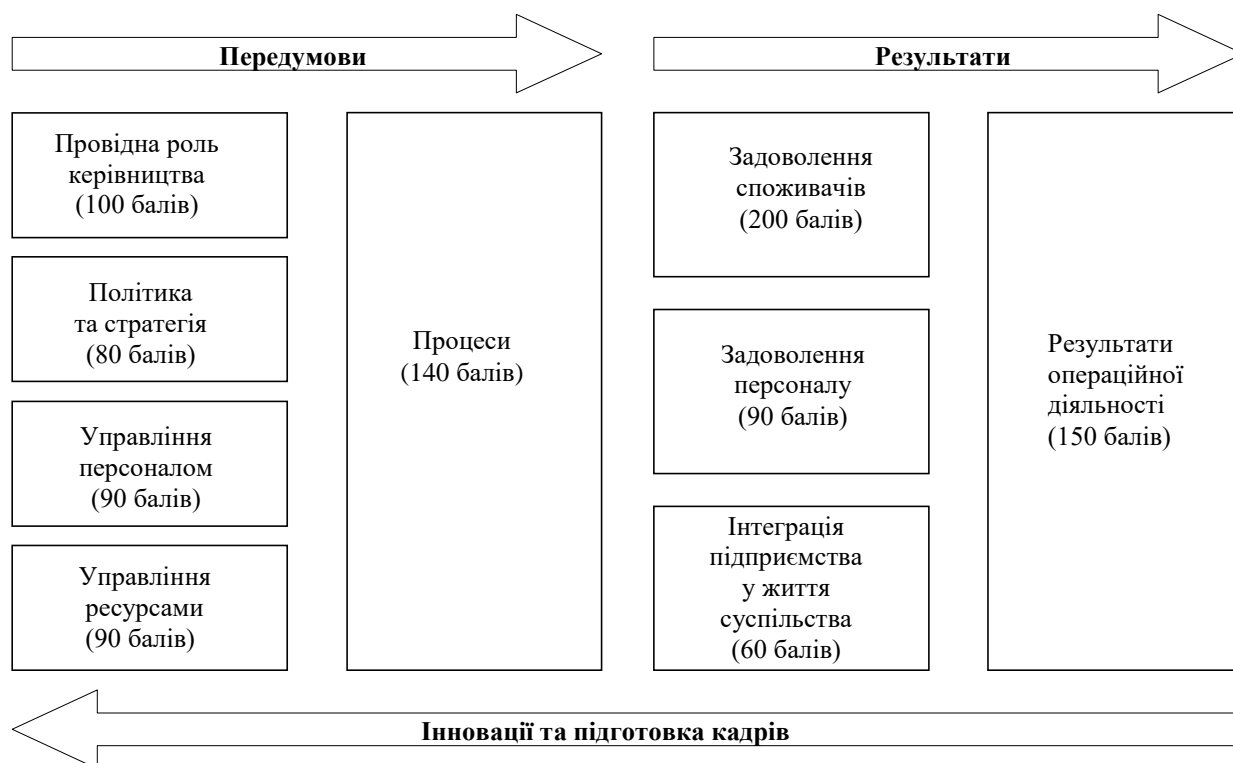 Передумови
Результати
Провідна роль
керівництва
(100 балів)
Політика
та стратегія
(80 балів)
Управління
персоналом
(90 балів)
Управління
ресурсами
(90 балів)
Процеси
(140 балів)
Задоволення
споживачів
(200 балів)
Задоволення
персоналу
(90 балів)
Інтеграція
підприємства
у життя
суспільства
(60 балів)
Результати
операційної
діяльності
(150 балів)
Інновації та підготовка кадрів